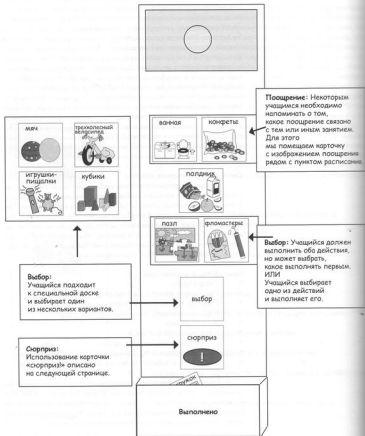 Поощрение: Некоторым
учащимся необходимо
напоминать о том,
какое поощрение связано
с тем или иным занятием.
Для этого
мы помещаем карточку
с изображением поощрения
рядом с пунктом расписания
ванная
конфеты
мяч
трехколесный
велосипед
игрушки-
пищалки
кубики
полдник
пазл
фломастеры
Выбор: Учащийся должен
выполнить оба действия,
но может выбрать,
какое выполнять первым.
ИЛИ
Учащийся выбирает
одно из действий
и выполняет его.
Выбор:
Учащийся подходит
к специальной доске
и выбирает один
из нескольких вариантов.
выбор
Сюрприз:
Использование карточки
«сюрприз!» описано
на следующей странице.
сюрприз
!
Выполнено